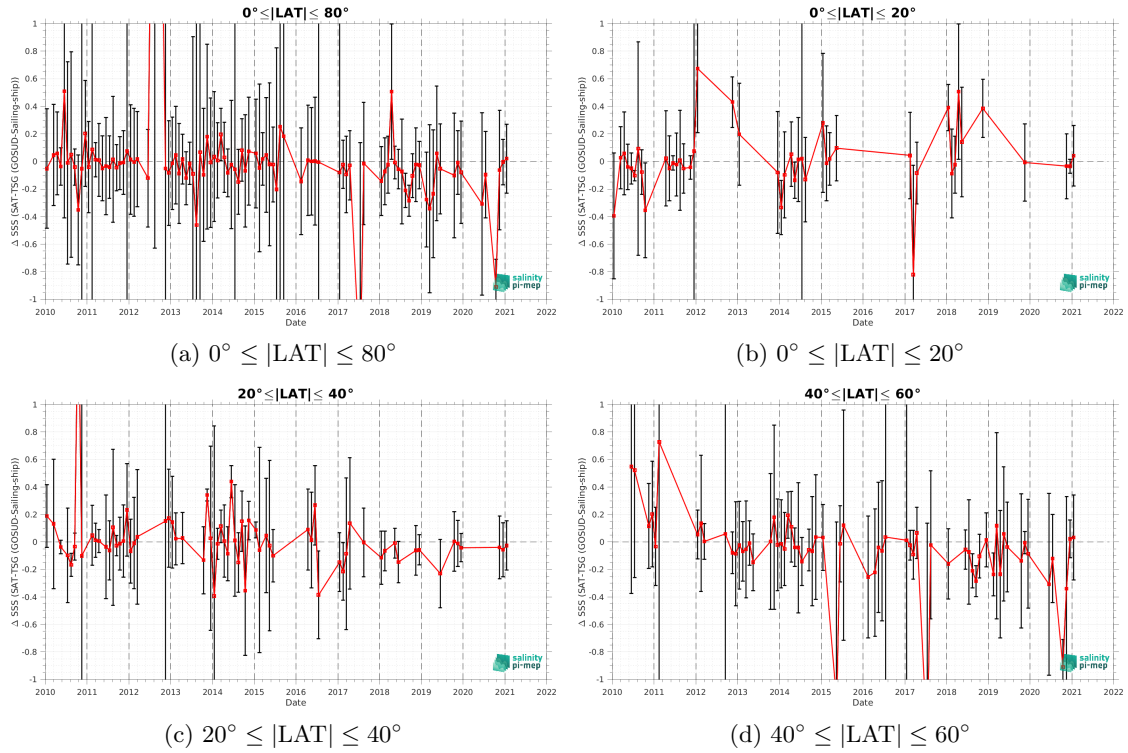 0°≤|LAT|≤ 80°
Δ SSS (SAT-TSG (GOSUD-Sailing-ship))
1
0.8
0.6
0.4
0.2
0
-0.2
-0.4
-0.6
-0.8
-1
2010 2011 2012 2013 2014 2015 2016 2017 2018 2019 2020 2021 2022
Date
salinity
pi-mep
(a) 0° ≤ |LAT| ≤ 80°
0°≤|LAT|≤ 20°
Δ SSS (SAT-TSG (GOSUD-Sailing-ship))
1
0.8
0.6
0.4
0.2
0
-0.2
-0.4
-0.6
-0.8
-1
2010 2011 2012 2013 2014 2015 2016 2017 2018 2019 2020 2021 2022
Date
salinity
pi-mep
(b) 0° ≤ |LAT| ≤ 20°
20°≤|LAT|≤ 40°
Δ SSS (SAT-TSG (GOSUD-Sailing-ship))
1
0.8
0.6
0.4
0.2
0
-0.2
-0.4
-0.6
-0.8
-1
2010 2011 2012 2013 2014 2015 2016 2017 2018 2019 2020 2021 2022
Date
salinity
pi-mep
(c) 20° ≤ |LAT| ≤ 40°
40°≤|LAT|≤ 60°
Δ SSS (SAT-TSG (GOSUD-Sailing-ship))
1
0.8
0.6
0.4
0.2
0
-0.2
-0.4
-0.6
-0.8
-1
2010 2011 2012 2013 2014 2015 2016 2017 2018 2019 2020 2021 2022
Date
salinity
pi-mep
(d) 40° ≤ |LAT| ≤ 60°